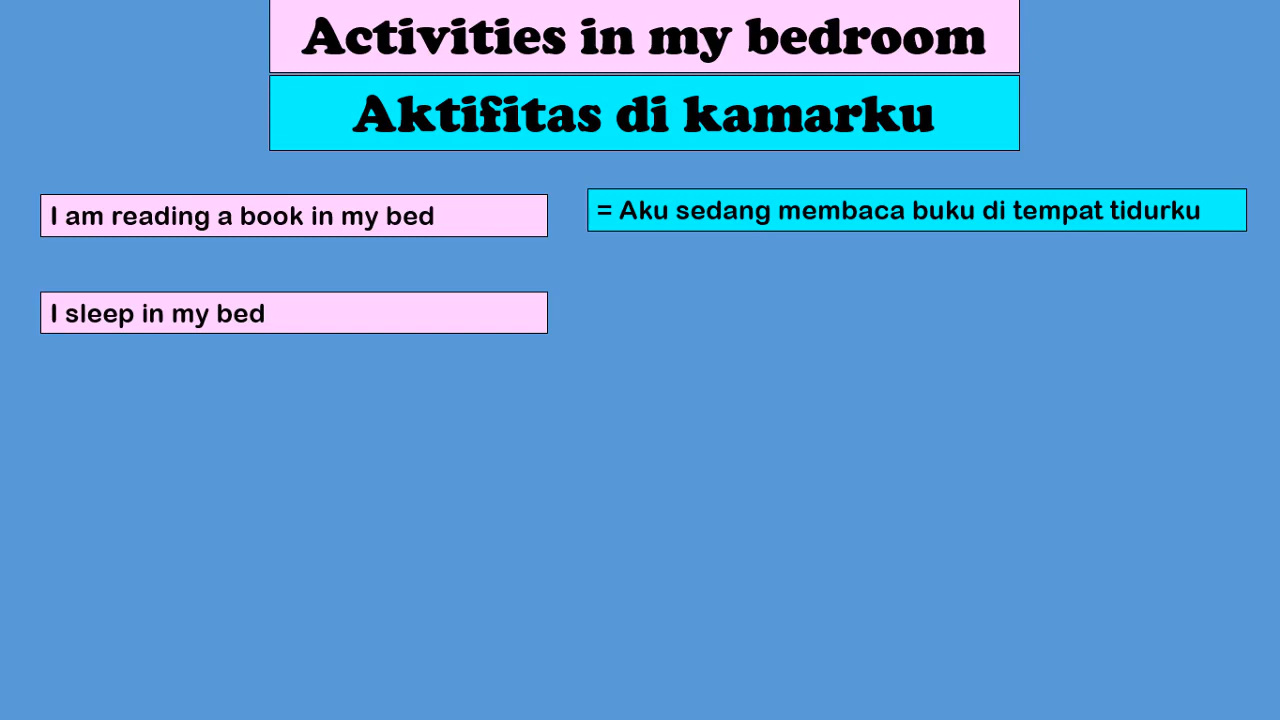 Activities in my bedroom
Aktifitas di kamarku
I am reading a book in my bed
= Aku sedang membaca buku di tempat tidurku
I sleep in my bed